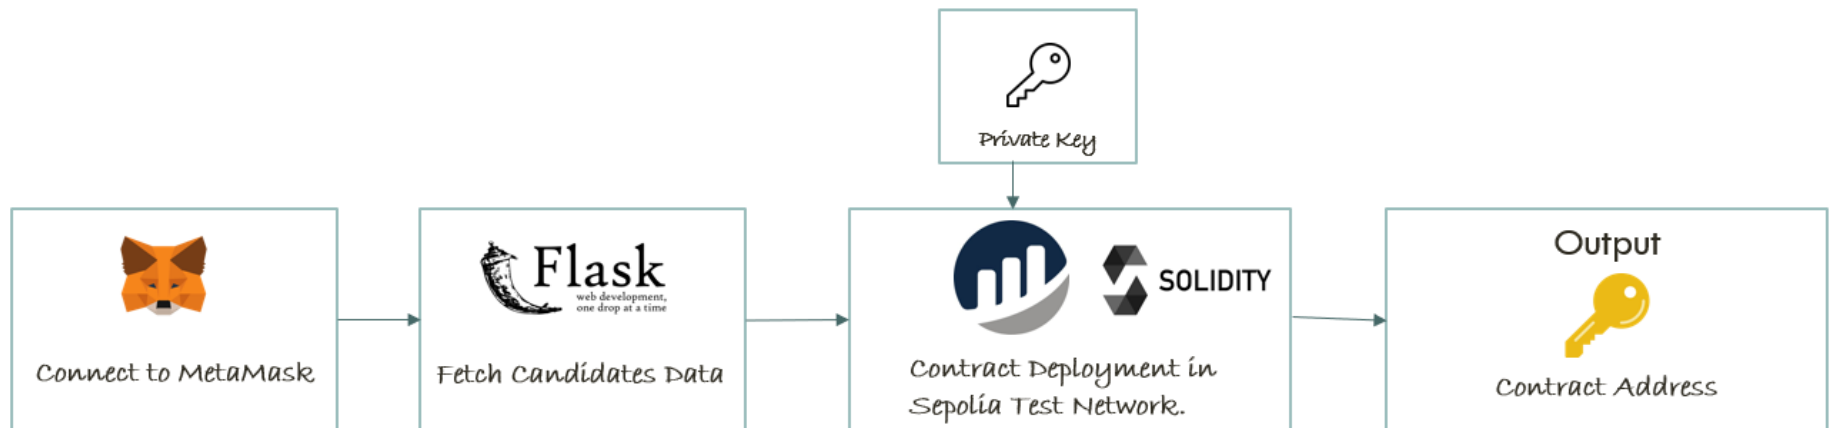 Private Key
Connect to MetaMask
Flask
web development,
one drop at a time
Fetch Candidates Data
SOLIDITY
Contract Deployment in
Sepolia Test Network.
Output
Contract Address